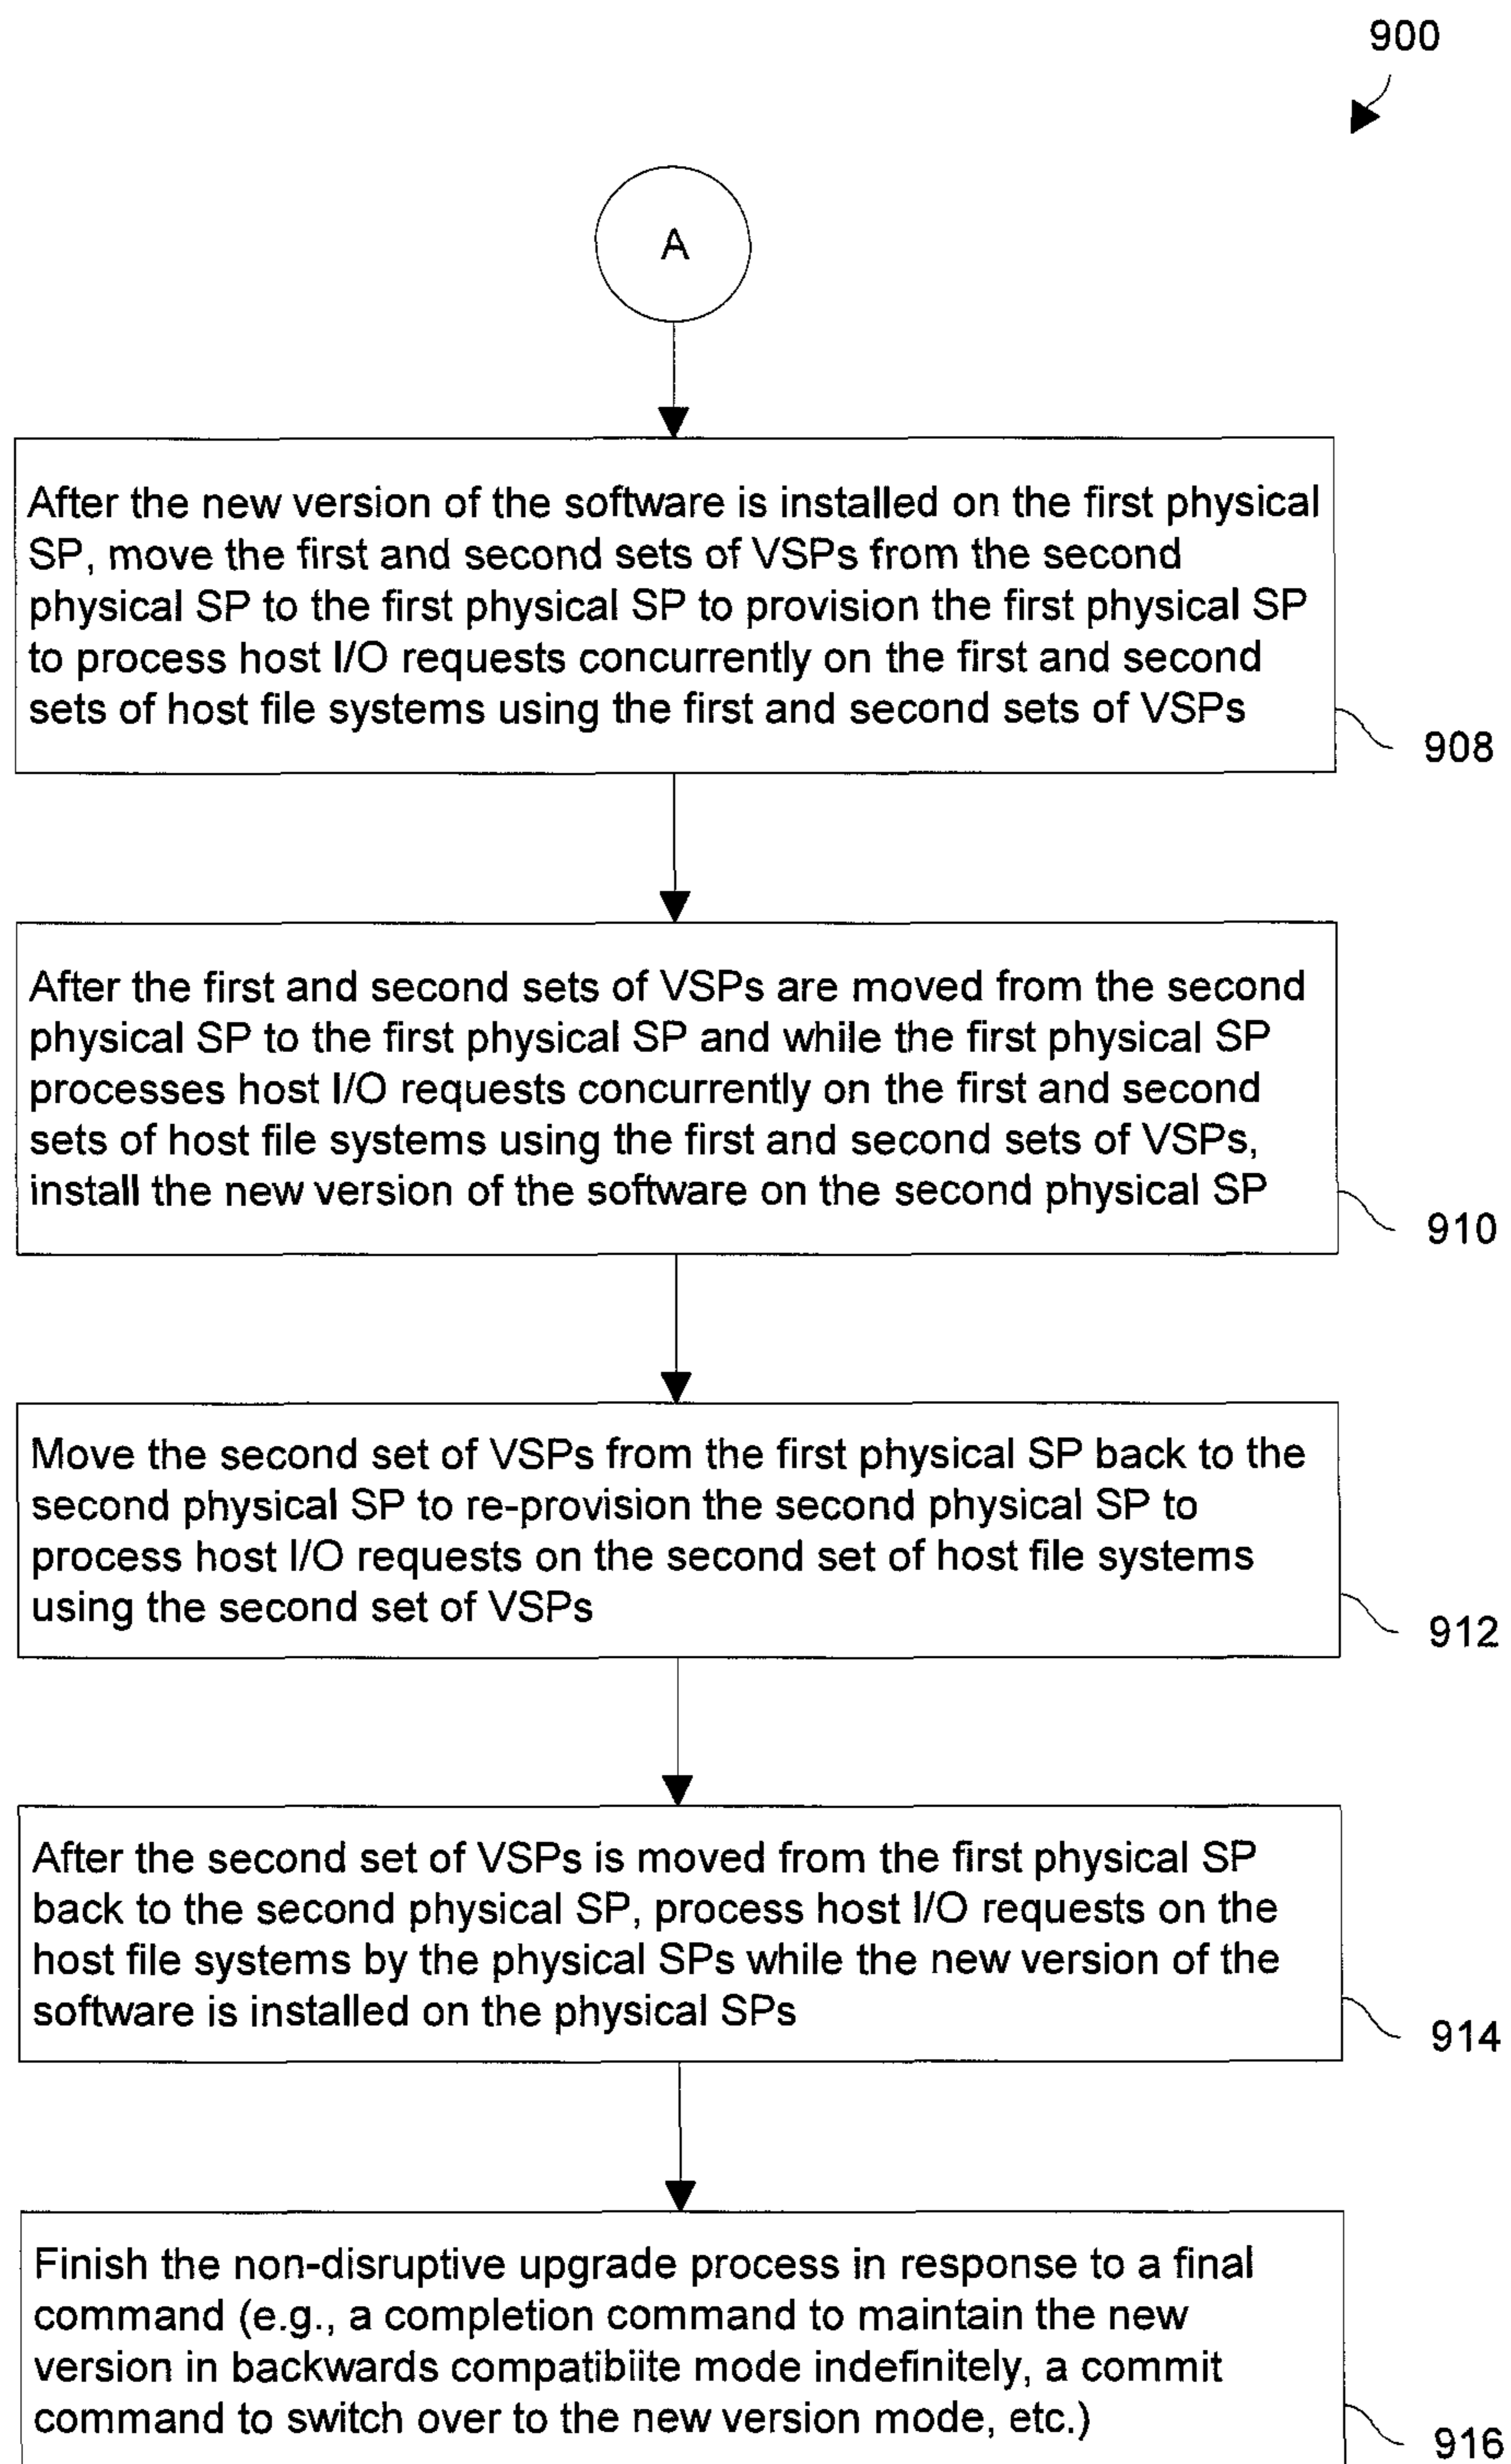 900
A
After the new version of the software is installed on the first physical
SP, move the first and second sets of VSPs from the second
physical SP to the first physical SP to provision the first physical SP
to process host I/O requests concurrently on the first and second
sets of host file systems using the first and second sets of VSPs
908
After the first and second sets of VSPs are moved from the second
physical SP to the first physical SP and while the first physical SP
processes host I/O requests concurrently on the first and second
sets of host file systems using the first and second sets of VSPs,
install the new version of the software on the second physical SP
910
Move the second set of VSPs from the first physical SP back to the
second physical SP to re-provision the second physical SP to
process host I/O requests on the second set of host file systems
using the second set of VSPs
912
After the second set of VSPs is moved from the first physical SP
back to the second physical SP, process host I/O requests on the
host file systems by the physical SPs while the new version of the
software is installed on the physical SPs
914
Finish the non-disruptive upgrade process in response to a final
command (e.g., a completion command to maintain the new
version in backwards compatibiite mode indefinitely, a commit
command to switch over to the new version mode, etc.)
916